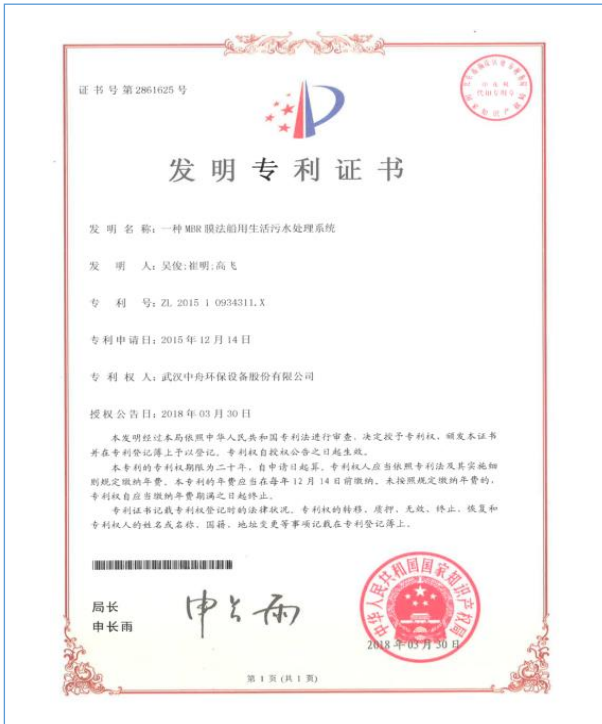 证书号第2861625号
发明专利证书
发明名称：一种MBR膜法船用生活污水处理系统
发明人：吴俊;崔明;高飞
专利号：ZL 2015 1 0934311.X
专利申请日：2015年12月14日
专利权人：武汉中舟环保设备股份有限公司
授权公告日：2018年03月30日
本发明经过本局依照中华人民共和国专利法进行审查，决定授予专利权，颁发本证书
并在专利登记簿上予以登记。专利权自授权公告之日起生效。
本专利的专利权期限为二十年，自申请日起算。专利权人应当依照专利法及其实施细
则规定缴纳年费。本专利的年费应当在每年12月14日前缴纳。未按照规定缴纳年费的，
专利权自应当缴纳年费期满之日起终止。
专利证书记载专利权登记时的法律状况。专利权的转移、质押、无效、终止、恢复和
专利权人的姓名或名称、国籍、地址变更等事项记载在专利登记簿上。
局长
申长雨
申长雨
中华人民共和国国家知识产权局
2018年03月30日
第1页(共1页)